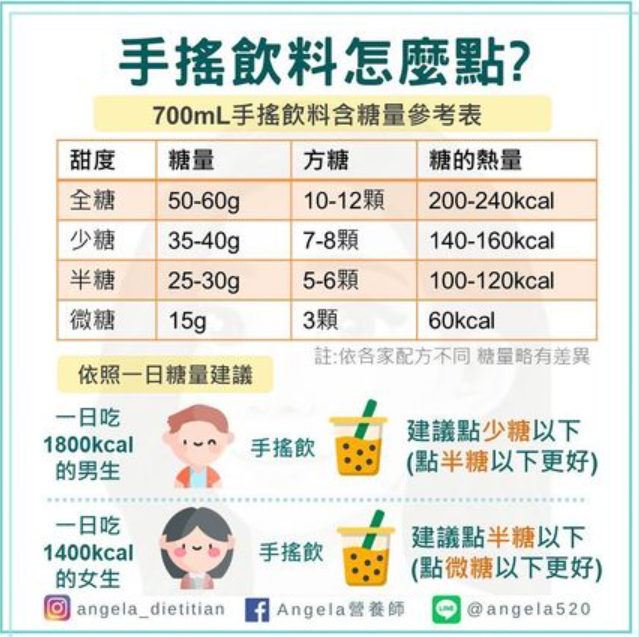 手搖飲料怎麼點?
700mL手搖飲料含糖量參考表
甜度 糖量 方糖 糖的熱量
全糖 50-60g 10-12顆 200-240kcal
少糖 35-40g 7-8顆 140-160kcal
半糖 25-30g 5-6顆 100-120kcal
微糖 15g 3顆 60kcal
註:依各家配方不同 糖量略有差異
依照一日糖量建議
一日吃
1800kcal
的男生
手搖飲
建議點少糖以下
(點半糖以下更好)
一日吃
1400kcal
的女生
手搖飲
建議點半糖以下
(點微糖以下更好)
angela_dietitian Angela營養師 LINE @angela520